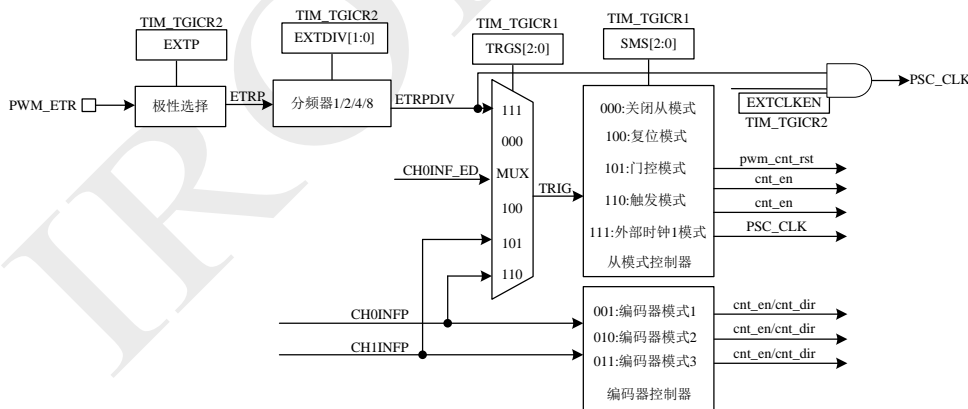 TIM_TGICR2
EXTP
TIM_TGICR2
EXTDIV[1:0]
TIM_TGICR1
TRGS[2:0]
TIM_TGICR1
SMS[2:0]
PWM_ETR
极性选择
ETRP
分频器1/2/4/8
ETRPDIV
111
000
MUX
100
101
110
CH0INF_ED
TRIG
000:关闭从模式
100:复位模式
101:门控模式
110:触发模式
111:外部时钟1模式
从模式控制器
EXTCLKEN
TIM_TGICR2
PSC_CLK
pwm_cnt_rst
cnt_en
cnt_en
PSC_CLK
CH0INFP
CH1INFP
001:编码器模式1
010:编码器模式2
011:编码器模式3
编码器控制器
cnt_en/cnt_dir
cnt_en/cnt_dir
cnt_en/cnt_dir